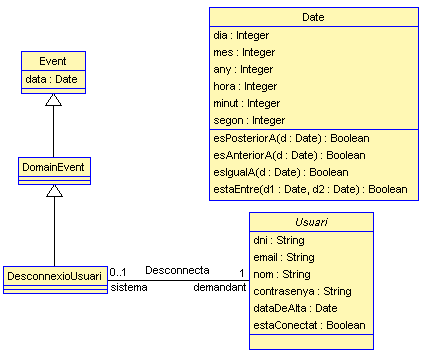 Date
dia : Integer
mes : Integer
any : Integer
hora : Integer
minut : Integer
segon : Integer
esPosteriorA(d : Date) : Boolean
esAnteriorA(d : Date) : Boolean
esIgualA(d : Date) : Boolean
estaEntre(d1 : Date, d2 : Date) : Boolean
Event
data : Date
DomainEvent
DesconnexioUsuari
0..1
Desconnecta
1
sistema
demandant
Usuari
dni : String
email : String
nom : String
contrasenya : String
dataDeAlta : Date
estaConectat : Boolean